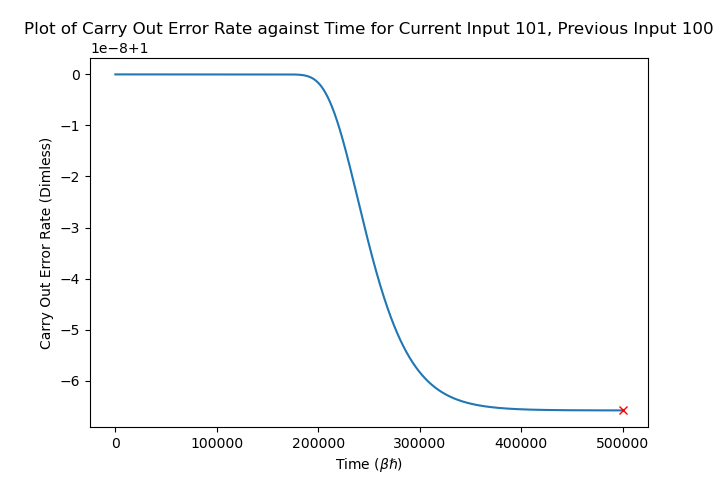 Plot of Carry Out Error Rate against Time for Current Input 101, Previous Input 100
1e−8+1
0
−1
−2
−3
−4
−5
−6
Carry Out Error Rate (Dimless)
0 100000 200000 300000 400000 500000
Time (βħ)